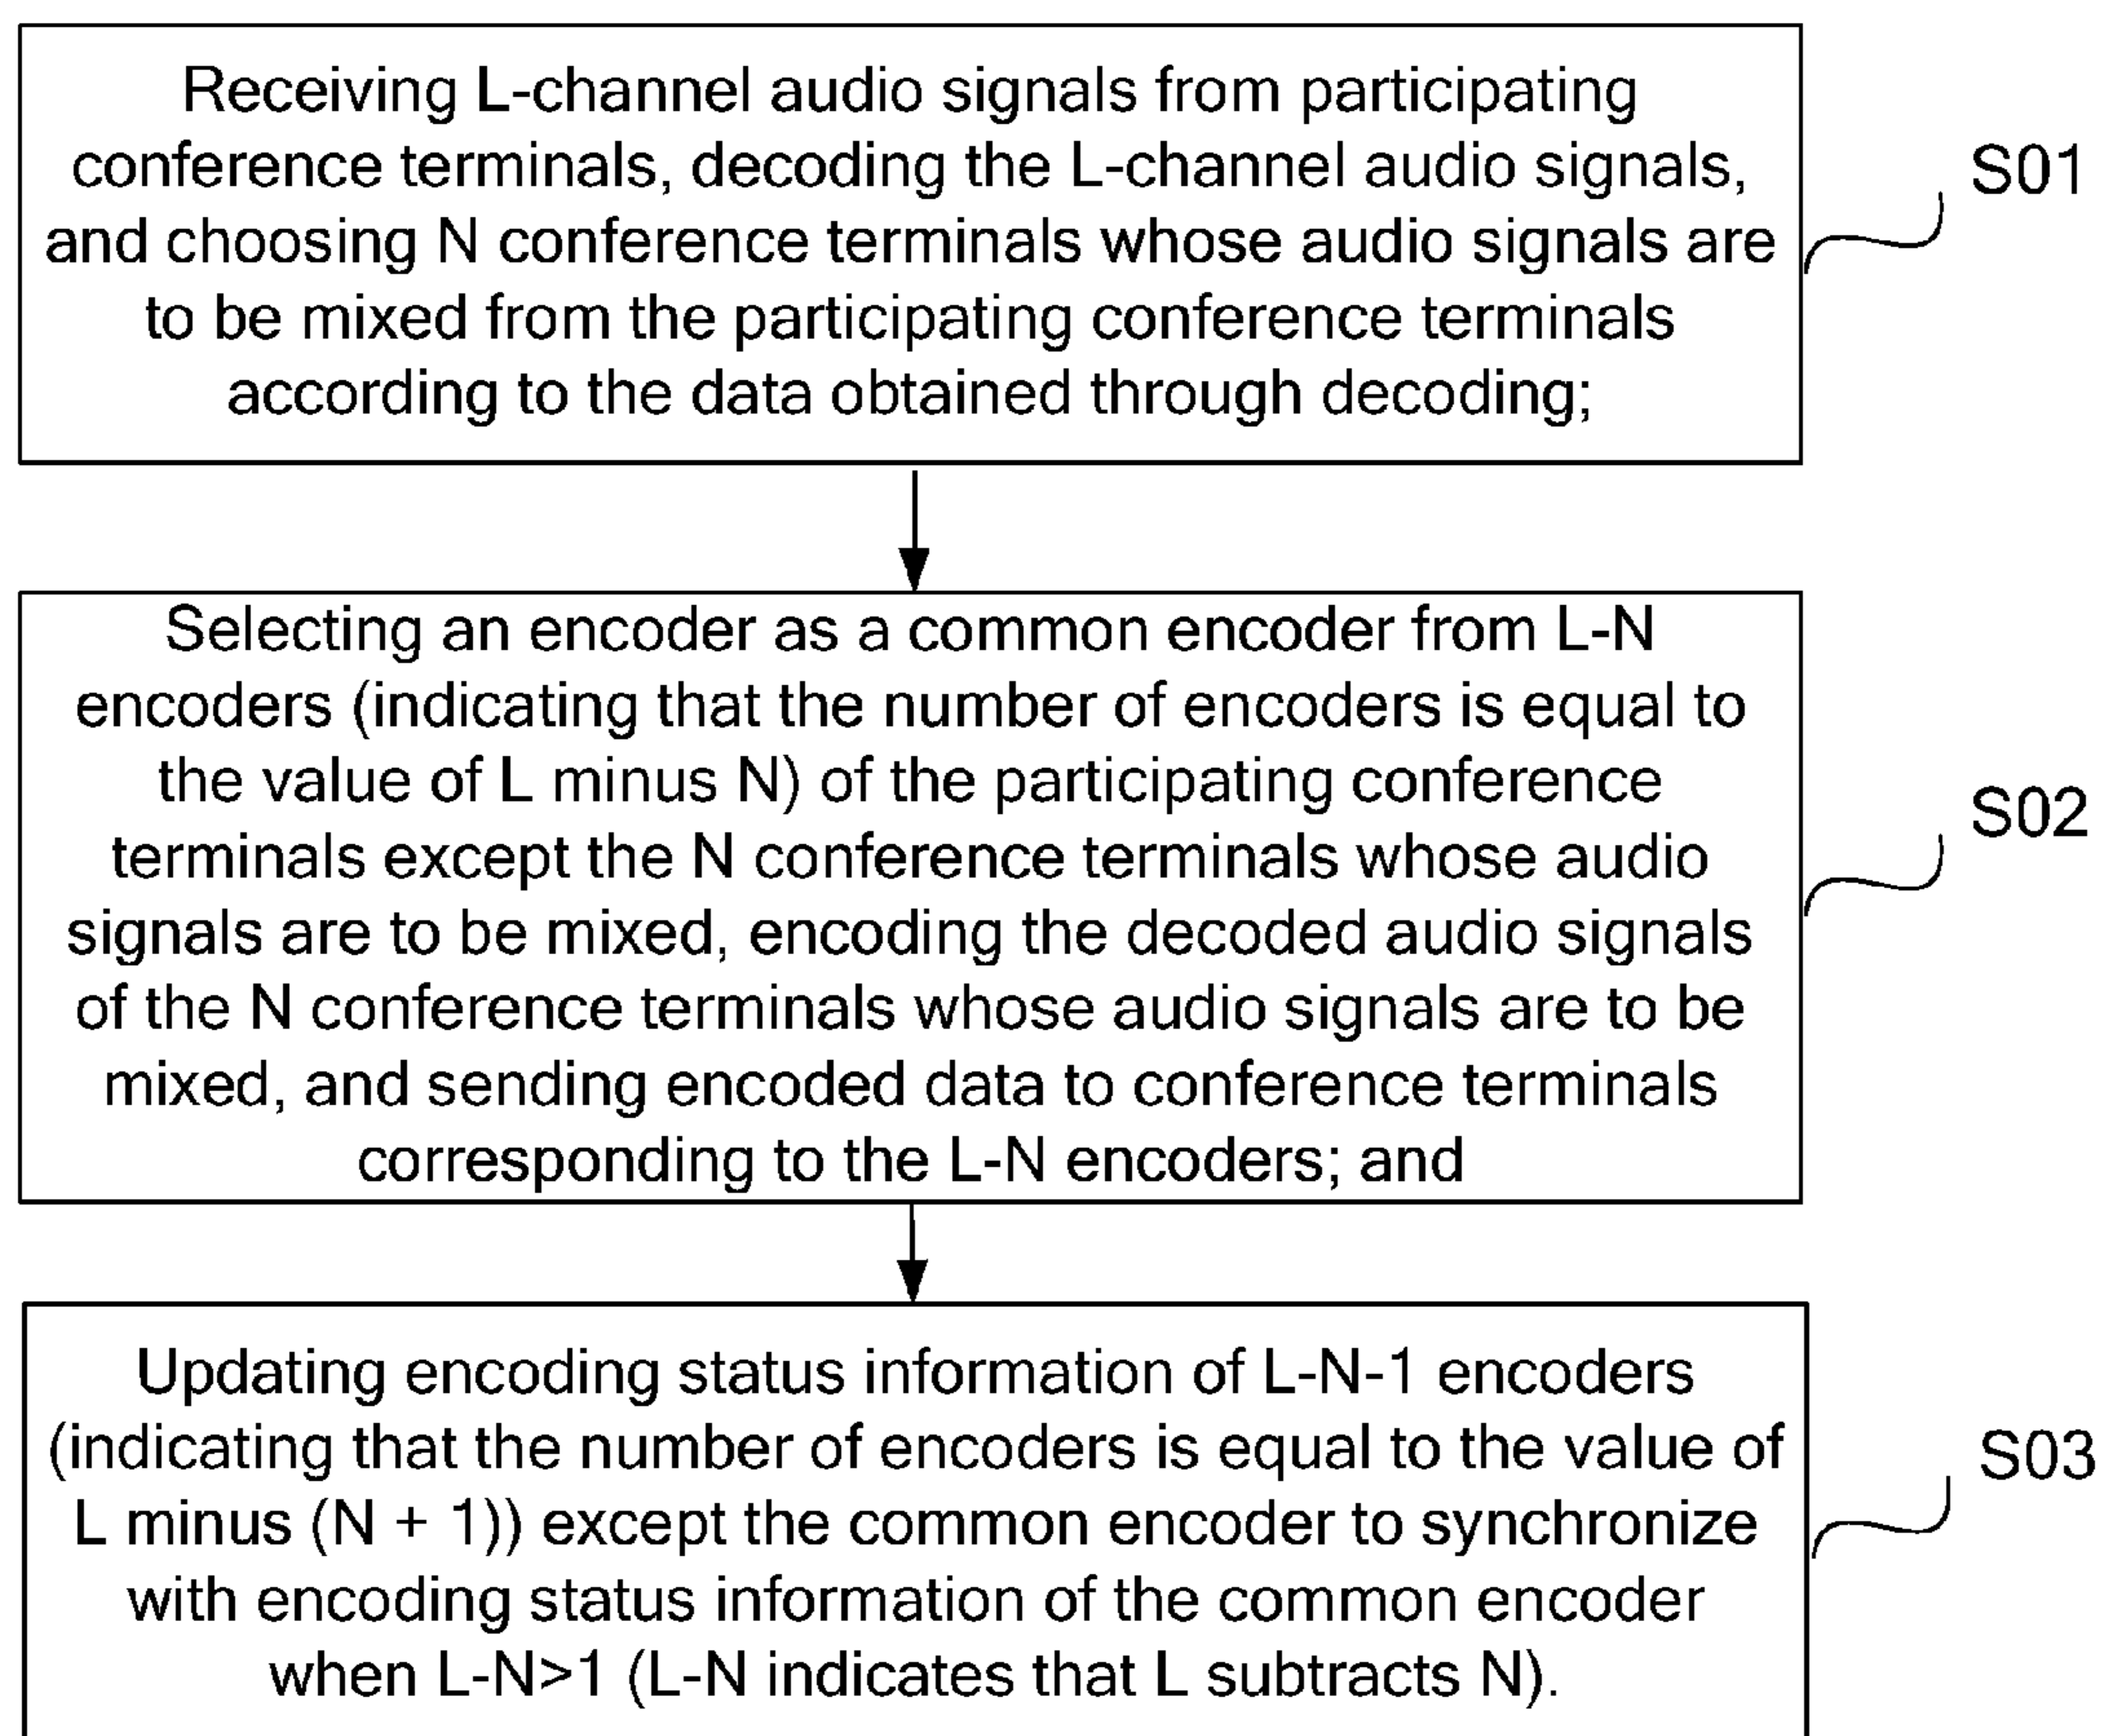 Receiving L-channel audio signals from participating
conference terminals, decoding the L-channel audio signals,
and choosing N conference terminals whose audio signals are
to be mixed from the participating conference terminals
according to the data obtained through decoding;
S01
Selecting an encoder as a common encoder from L-N
encoders (indicating that the number of encoders is equal to
the value of L minus N) of the participating conference
terminals except the N conference terminals whose audio
signals are to be mixed, encoding the decoded audio signals
of the N conference terminals whose audio signals are to be
mixed, and sending encoded data to conference terminals
corresponding to the L-N encoders; and
S02
Updating encoding status information of L-N-1 encoders
(indicating that the number of encoders is equal to the value of
L minus (N + 1)) except the common encoder to synchronize
with encoding status information of the common encoder
when L-N>1 (L-N indicates that L subtracts N).
S03